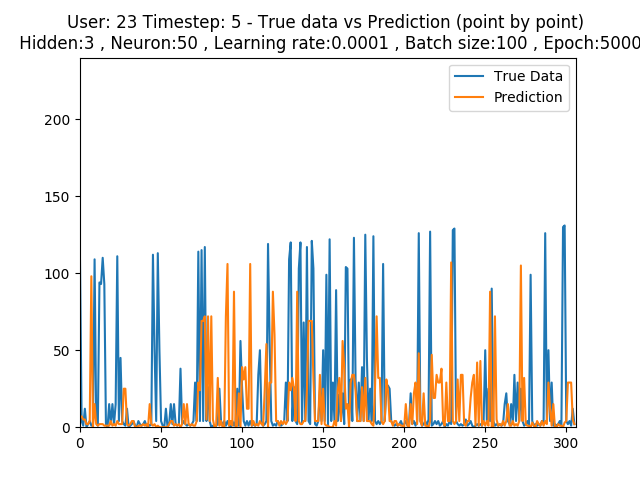 User: 23 Timestep: 5 - True data vs Prediction (point by point)
Hidden:3 , Neuron:50 , Learning rate:0.0001 , Batch size:100 , Epoch:5000
True Data
Prediction
200
150
100
50
0
0 50 100 150 200 250 300